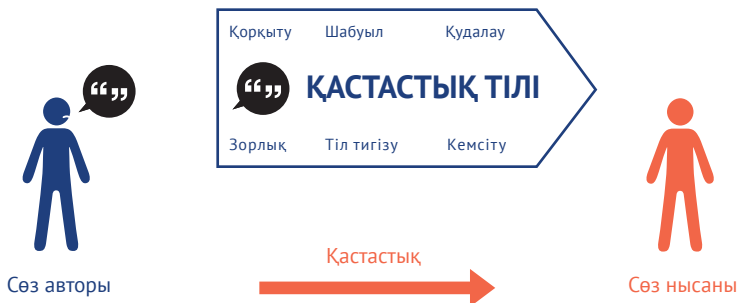 Қорқыту Шабуыл Қудалау
ҚАСТАСТЫҚ ТІЛІ
Зорлық Тіл тигізу Кемсіту
Қастастық
Сөз авторы
Сөз нысаны